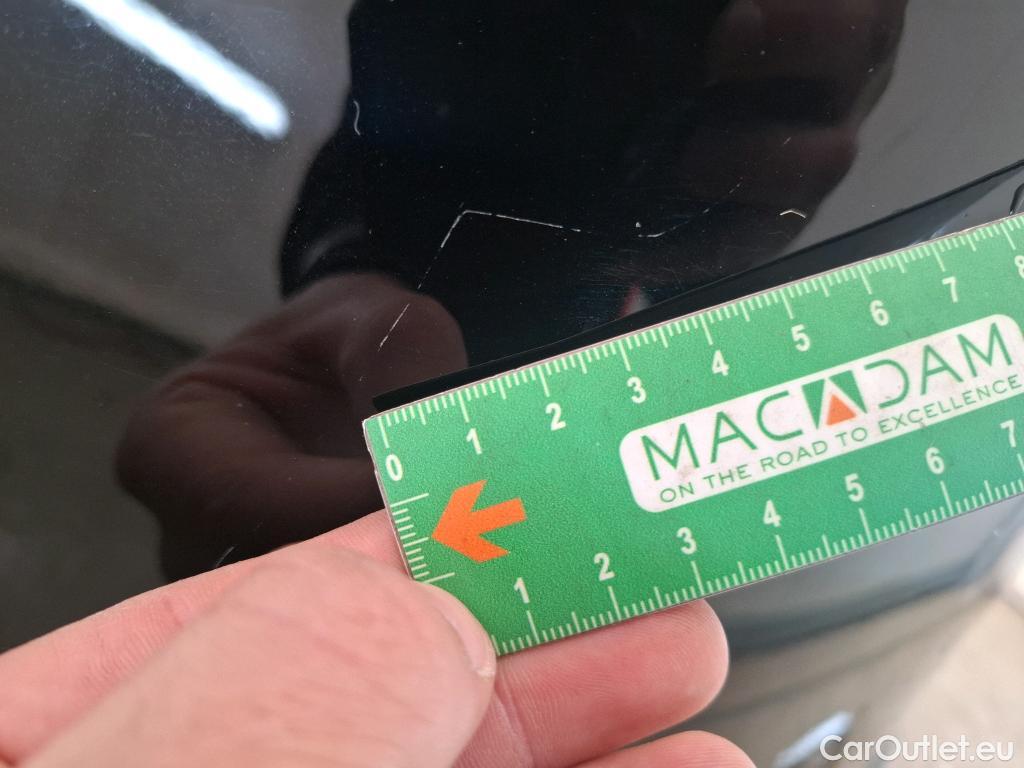 0 1 2 3 4 5 6 7 8
MACADAM
ON THE ROAD TO EXCELLENCE
1 2 3 4 5 6 7
CarOutlet.eu